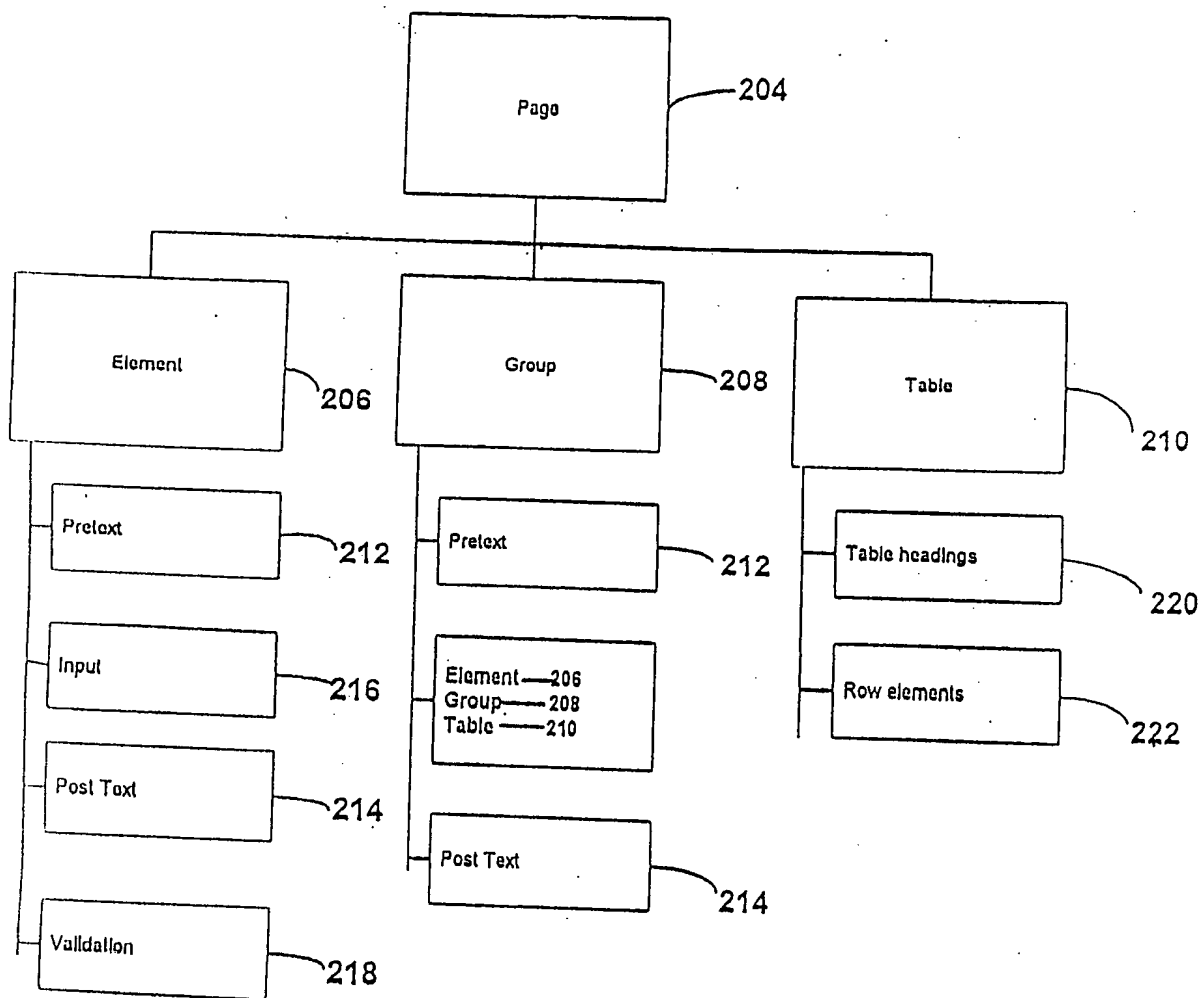 Page
204
Element
206
Group
208
Table
210
Pretext
212
Pretext
212
Table headings
220
Input
216
Element 206
Group 208
Table 210
Row elements
222
Post Text
214
Post Text
214
Validation
218